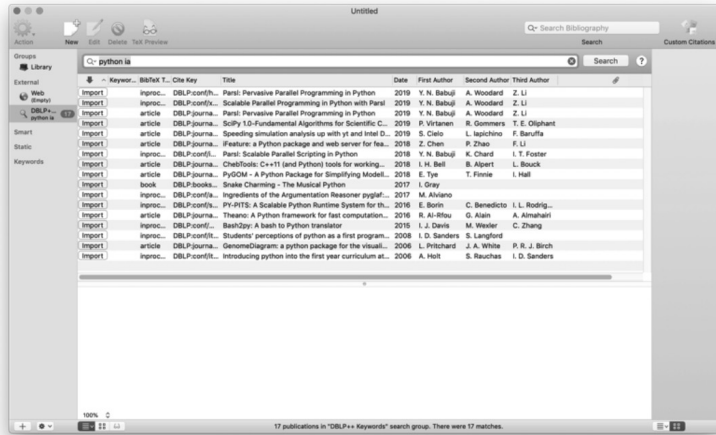 Untitled
Action New Edit Delete TeX Preview
Search Bibliography
Search
Custom Citations
Groups
Library
External
Web
(Empty)
DBLP+...
python ia
17
Smart
Static
Keywords
python ia
Search ?
Keywor... BibTeX T... Cite Key Title Date First Author Second Author Third Author
Import inproc... DBLP:conf/h... Parsl: Pervasive Parallel Programming in Python 2019 Y. N. Babuji A. Woodard Z. Li
Import inproc... DBLP:conf/x... Scalable Parallel Programming in Python with Parsl 2019 Y. N. Babuji A. Woodard Z. Li
Import article DBLP:journa... Parsl: Pervasive Parallel Programming in Python 2019 Y. N. Babuji A. Woodard Z. Li
Import article DBLP:journa... SciPy 1.0-Fundamental Algorithms for Scientific C... 2019 P. Virtanen R. Gommers T. E. Oliphant
Import article DBLP:journa... Speeding simulation analysis up with yt and Intel D... 2019 S. Cielo L. Iapichino F. Baruffa
Import article DBLP:journa... iFeature: a Python package and web server for fea... 2018 Z. Chen P. Zhao F. Li
Import inproc... DBLP:conf/i... Parsl: Scalable Parallel Scripting in Python 2018 Y. N. Babuji K. Chard I. T. Foster
Import article DBLP:journa... ChebTools: C++11 (and Python) tools for working... 2018 I. H. Bell B. Alpert L. Bouck
Import article DBLP:journa... PyGOM - A Python Package for Simplifying Modell... 2018 E. Tye T. Finnie I. Hall
Import book DBLP:books... Snake Charming - The Musical Python 2017 I. Gray
Import inproc... DBLP:conf/a... Ingredients of the Argumentation Reasoner pyglaf:... 2017 M. Alviano
Import inproc... DBLP:conf/s... PY-PITS: A Scalable Python Runtime System for th... 2016 E. Borin C. Benedicto I. L. Rodrig...
Import article DBLP:journa... Theano: A Python framework for fast computation... 2016 R. Al-Rfou G. Alain A. Almahairi
Import inproc... DBLP:conf/... Bash2py: A bash to Python translator 2015 I. J. Davis M. Wexler C. Zhang
Import inproc... DBLP:conf/it... Students' perceptions of python as a first program... 2008 I. D. Sanders S. Langford
Import article DBLP:journa... GenomeDiagram: a python package for the visuali... 2006 L. Pritchard J. A. White P. R. J. Birch
Import inproc... DBLP:conf/it... Introducing python into the first year curriculum at... 2006 A. Holt S. Rauchas I. D. Sanders
100%
17 publications in "DBLP++ Keywords" search group. There were 17 matches.